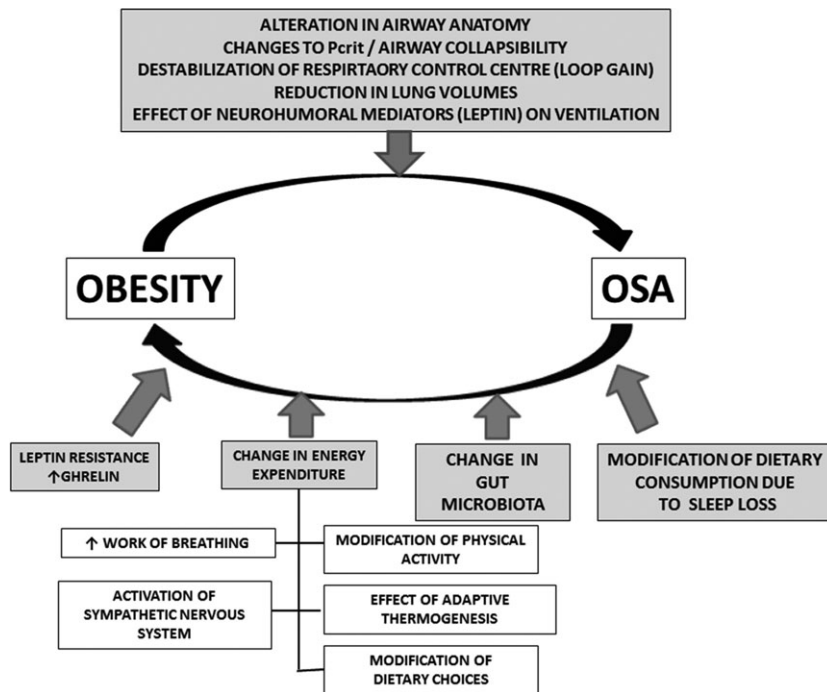 ALTERATION IN AIRWAY ANATOMY
CHANGES TO Pcrit / AIRWAY COLLAPSIBILITY
DESTABILIZATION OF RESPIRTAORY CONTROL CENTRE (LOOP GAIN)
REDUCTION IN LUNG VOLUMES
EFFECT OF NEUROHUMORAL MEDIATORS (LEPTIN) ON VENTILATION
OBESITY
OSA
LEPTIN RESISTANCE
↑GHRELIN
CHANGE IN ENERGY
EXPENDITURE
CHANGE IN
GUT
MICROBIOTA
MODIFICATION OF DIETARY
CONSUMPTION DUE
TO SLEEP LOSS
↑ WORK OF BREATHING
MODIFICATION OF PHYSICAL
ACTIVITY
ACTIVATION OF
SYMPATHETIC NERVOUS
SYSTEM
EFFECT OF ADAPTIVE
THERMOGENESIS
MODIFICATION OF
DIETARY CHOICES